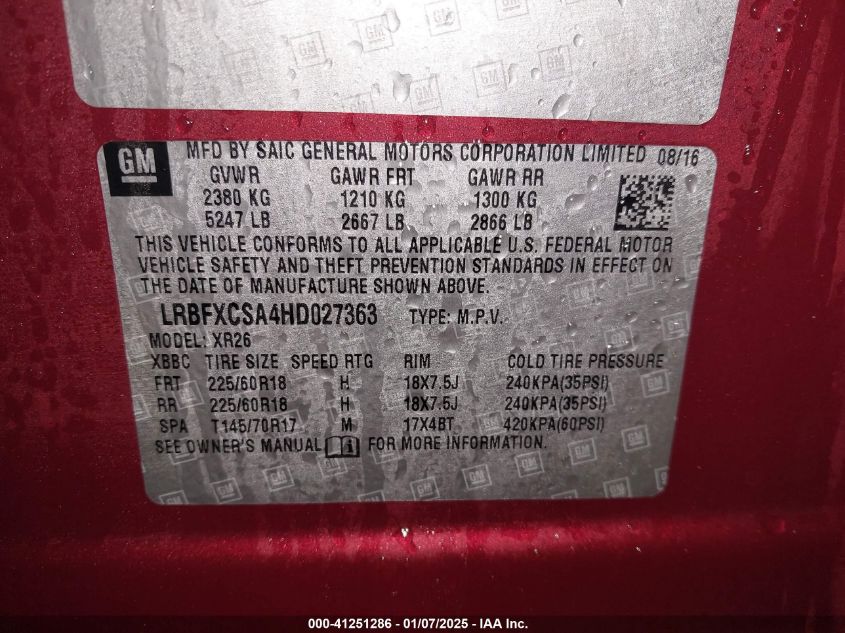 GM
MFD BY SAIC GENERAL MOTORS CORPORATION LIMITED 08/16
GVWR GAWR FRT GAWR RR
2380 KG 1210 KG 1300 KG
5247 LB 2667 LB 2866 LB
THIS VEHICLE CONFORMS TO ALL APPLICABLE U.S. FEDERAL MOTOR
VEHICLE SAFETY AND THEFT PREVENTION STANDARDS IN EFFECT ON
THE DATE OF MANUFACTURE SHOWN ABOVE.
LRBFXCSA4HD027363 TYPE: M.P.V.
MODEL: XR26
XBBC TIRE SIZE SPEED RTG RIM COLD TIRE PRESSURE
FRT 225/60R18 H 18X7.5J 240KPA(35PSI)
RR 225/60R18 H 18X7.5J 240KPA(35PSI)
SPA T145/70R17 M 17X4BT 420KPA(60PSI)
SEE OWNER'S MANUAL FOR MORE INFORMATION.
000-41251286 - 01/07/2025 - IAA Inc.